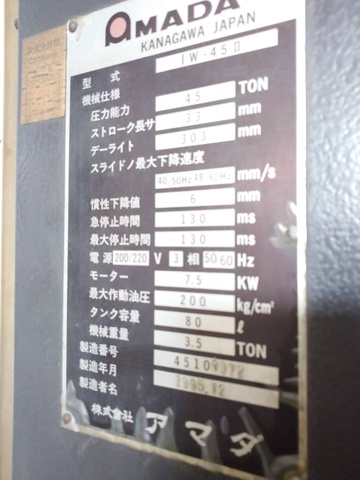 AMADA
KANAGAWA JAPAN
型式 IW-45II
機械仕様
圧力能力 45 TON
ストローク長サ 33 mm
デーライト 303 mm
スライドノ最大下降速度
40.50Hz 48.60Hz mm/s
慣性下降値 6 mm
急停止時間 130 ms
最大停止時間 130 ms
電源 200/220 V 3 相 50 60 Hz
モーター 7.5 KW
最大作動油圧 200 kg/cm²
タンク容量 80 ℓ
機械重量 3.5 TON
製造番号
製造年月
製造者名
株式会社 アマダ